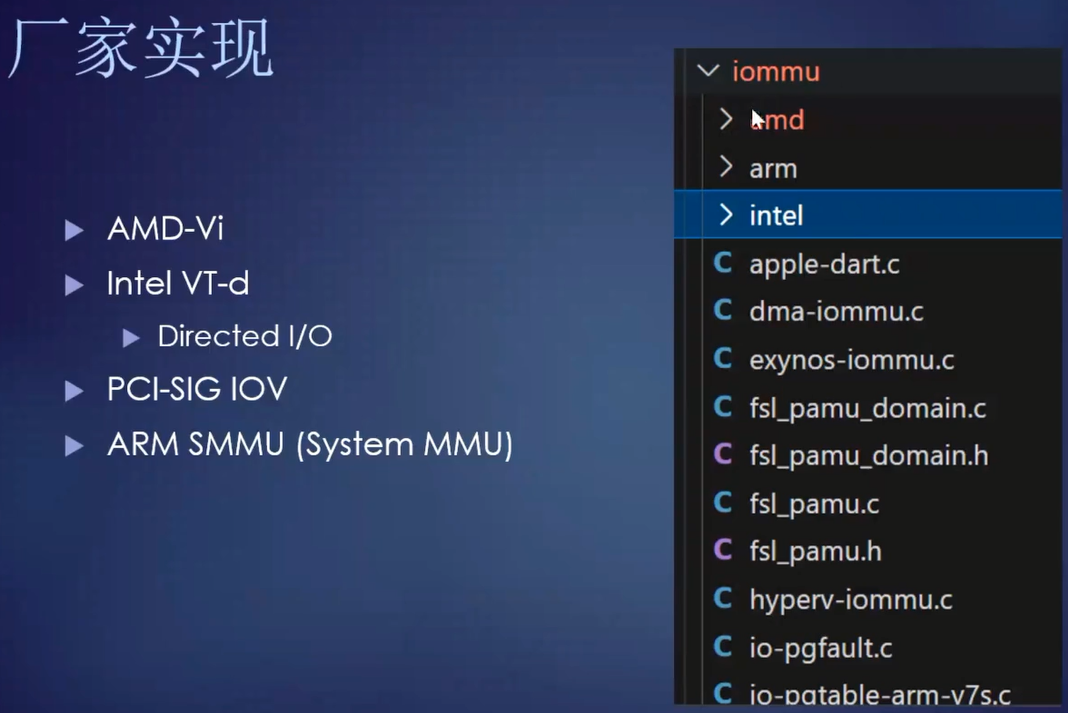 厂家实现
AMD-Vi
Intel VT-d
Directed I/O
PCI-SIG IOV
ARM SMMU (System MMU)
iommu
amd
arm
intel
C apple-dart.c
C dma-iommu.c
C exynos-iommu.c
C fsl_pamu_domain.c
C fsl_pamu_domain.h
C fsl_pamu.c
C fsl_pamu.h
C hyperv-iommu.c
C io-pgfault.c
C io-pgtable-arm-v7s.c